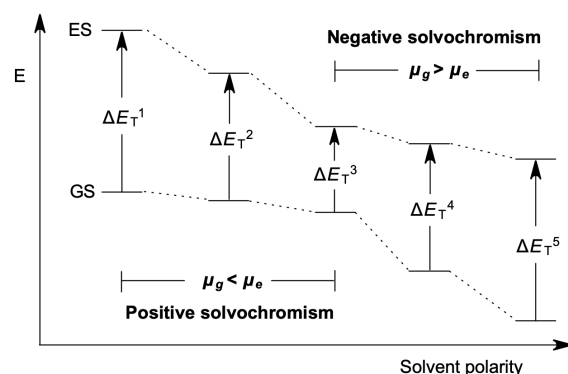 ES
Negative solvochromism
μg > μe
E
ΔET1
ΔET2
ΔET3
GS
ΔET4
ΔET5
μg < μe
Positive solvochromism
Solvent polarity